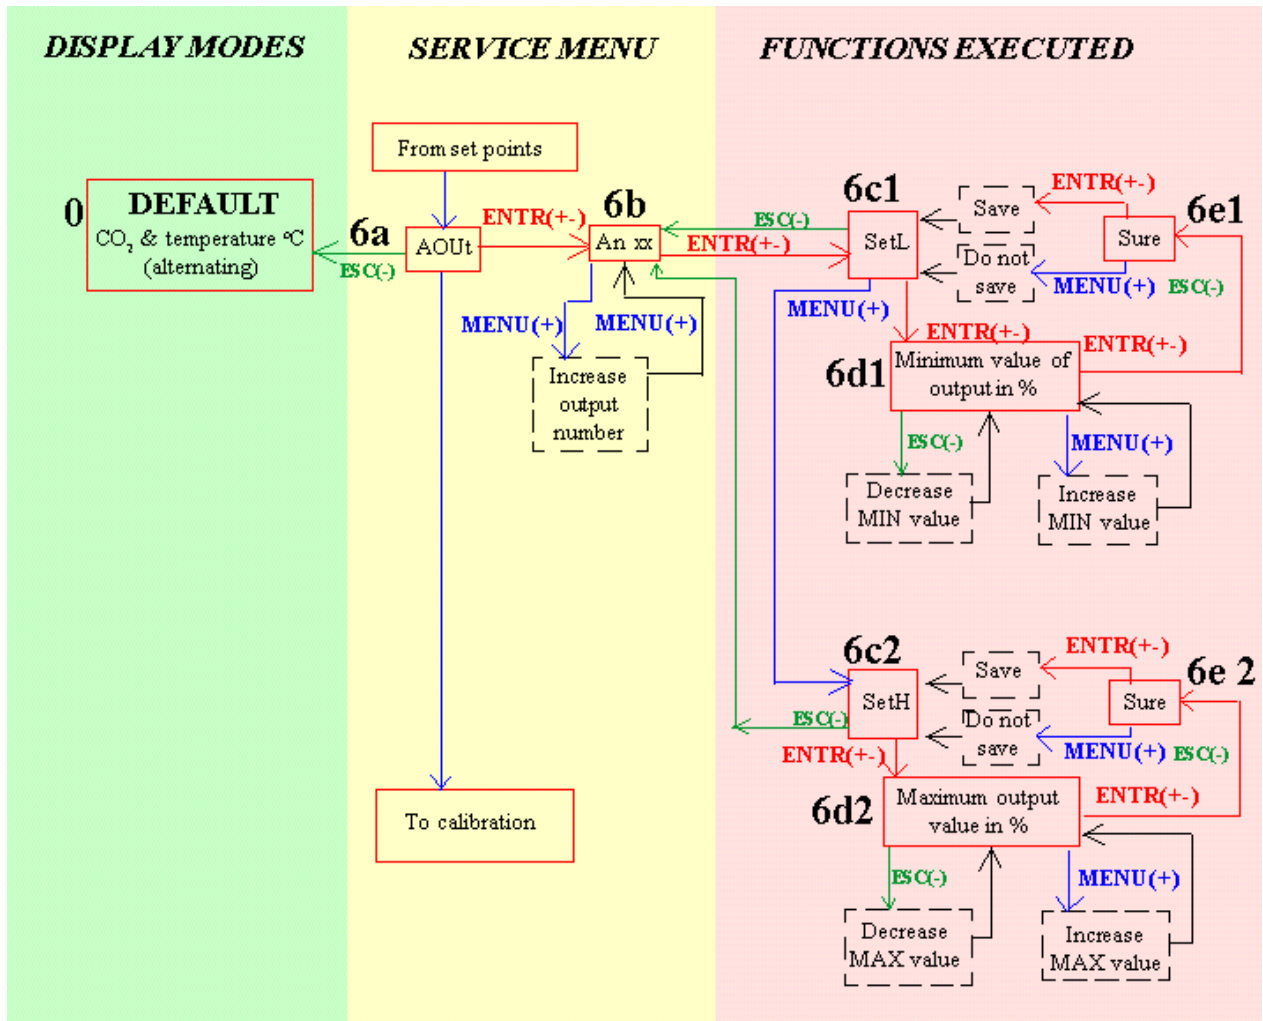 DISPLAY MODES
SERVICE MENU
FUNCTIONS EXECUTED
From set points
0
DEFAULT
CO2 & temperature ºC
(alternating)
6a
ESC(-)
AOUt
ENTR(+-)
6b
An xx
MENU(+)
MENU(+)
Increase
output
number
To calibration
ESC(-)
ENTR(+-)
6c1
SetL
MENU(+)
Save
Do not
save
ENTR(+-)
6e1
Sure
MENU(+)
ESC(-)
ENTR(+-)
6d1
Minimum value of
output in %
ENTR(+-)
ESC(-)
MENU(+)
Decrease
MIN value
Increase
MIN value
6c2
SetH
ESC(-)
ENTR(+-)
Save
Do not
save
ENTR(+-)
6e 2
Sure
MENU(+)
ESC(-)
6d2
Maximum output
value in %
ENTR(+-)
ESC(-)
MENU(+)
Decrease
MAX value
Increase
MAX value